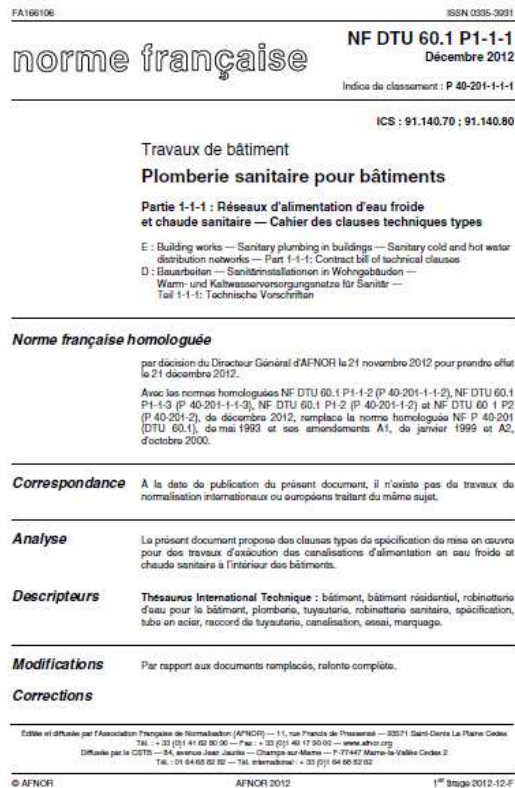 FA166106
ISSN 0335-3931
norme française
NF DTU 60.1 P1-1-1
Décembre 2012
Indice de classement : P 40-201-1-1-1
ICS : 91.140.70 ; 91.140.80
Travaux de bâtiment
Plomberie sanitaire pour bâtiments
Partie 1-1-1 : Réseaux d'alimentation d'eau froide
et chaude sanitaire — Cahier des clauses techniques types
E : Building works — Sanitary plumbing in buildings — Sanitary cold and hot water
distribution networks — Part 1-1-1: Contract bill of technical clauses
D : Bauarbeiten — Sanitärinstallationen in Wohngebäuden —
Warm- und Kaltwasserversorgungsnetze für Sanitär —
Teil 1-1-1: Technische Vorschriften
Norme française homologuée
par décision du Directeur Général d'AFNOR le 21 novembre 2012 pour prendre effet
le 21 décembre 2012.
Avec les normes homologuées NF DTU 60.1 P1-1-2 (P 40-201-1-1-2), NF DTU 60.1
P1-1-3 (P 40-201-1-1-3), NF DTU 60.1 P1-2 (P 40-201-1-2) et NF DTU 60 1 P2
(P 40-201-2), de décembre 2012, remplace la norme homologuée NF P 40-201
(DTU 60.1), de mai 1993 et ses amendements A1, de janvier 1999 et A2,
d'octobre 2000.
Correspondance
À la date de publication du présent document, il n'existe pas de travaux de
normalisation internationaux ou européens traitant du même sujet.
Analyse
Le présent document propose des clauses types de spécification de mise en œuvre
pour des travaux d'exécution des canalisations d'alimentation en eau froide et
chaude sanitaire à l'intérieur des bâtiments.
Descripteurs
Thésaurus International Technique : bâtiment, bâtiment résidentiel, robinetterie
d'eau pour le bâtiment, plomberie, tuyauterie, robinetterie sanitaire, spécification,
tube en acier, raccord de tuyauterie, canalisation, essai, marquage.
Modifications
Par rapport aux documents remplacés, refonte complète.
Corrections
Éditée et diffusée par l'Association Française de Normalisation (AFNOR) — 11, rue Francis de Pressensé — 93571 Saint-Denis La Plaine Cedex
Tél. : + 33 (0)1 41 62 80 00 — Fax : + 33 (0)1 49 17 90 00 — www.afnor.org
Diffusée par le CSTB — 84, avenue Jean Jaurès — Champs-sur-Marne — F-77447 Marne-la-Vallée Cedex 2
Tél. : 01 64 68 82 82 — Tél. international : + 33 (0)1 64 68 82 82
© AFNOR
AFNOR 2012
1er tirage 2012-12-F